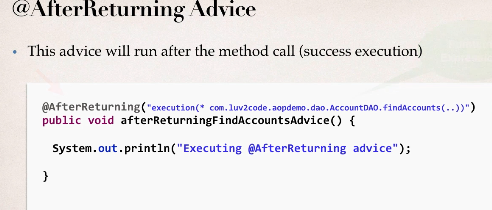 @AfterReturning Advice
• This advice will run after the method call (success execution)
@AfterReturning("execution(* com.luv2code.aopdemo.dao.AccountDAO.findAccounts(..))")
public void afterReturningFindAccountsAdvice() {
System.out.println("Executing @AfterReturning advice");
}